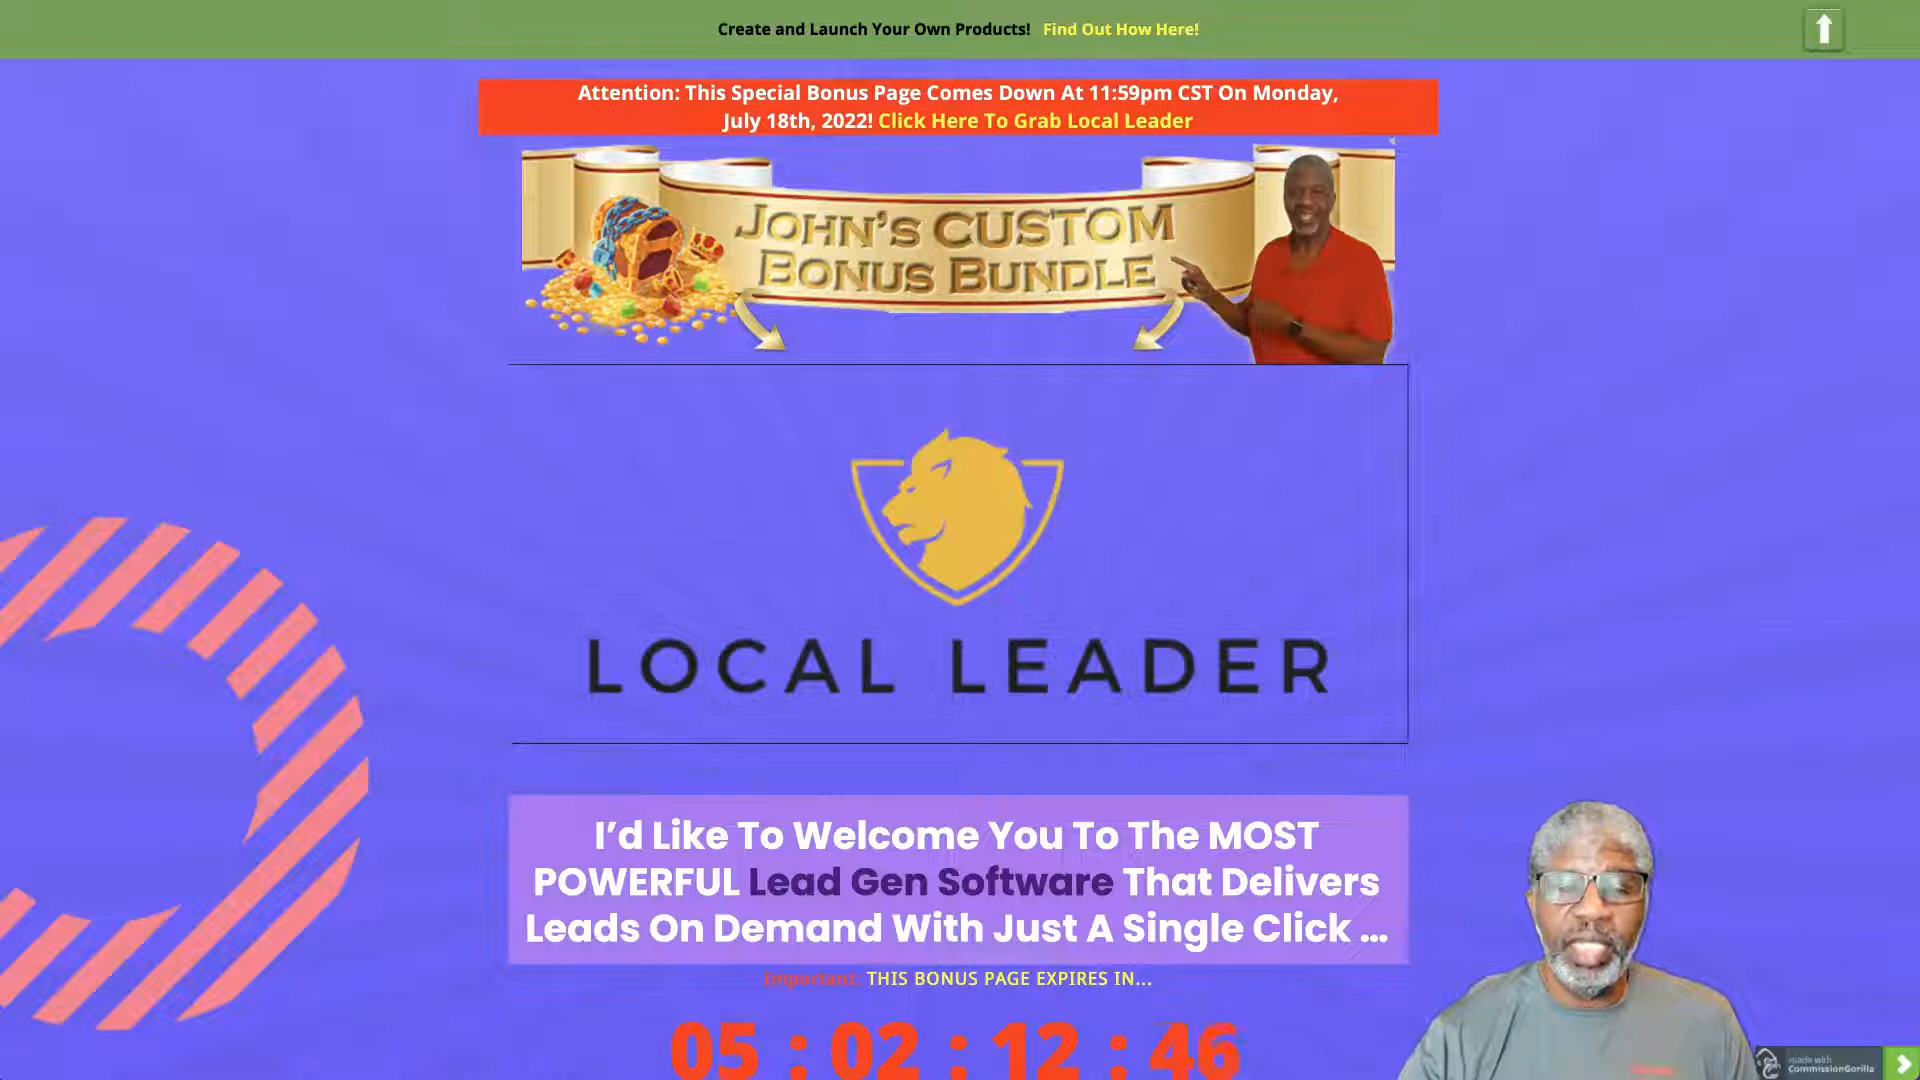 Create and Launch Your Own Products! Find Out How Here!
Attention: This Special Bonus Page Comes Down At 11:59pm CST On Monday,
July 18th, 2022! Click Here To Grab Local Leader
JOHN'S CUSTOM
BONUS BUNDLE
LOCAL LEADER
I'd Like To Welcome You To The MOST
POWERFUL Lead Gen Software That Delivers
Leads On Demand With Just A Single Click ...
Important: THIS BONUS PAGE EXPIRES IN...
05 : 02 : 12 : 46
made with
CommissionGorilla